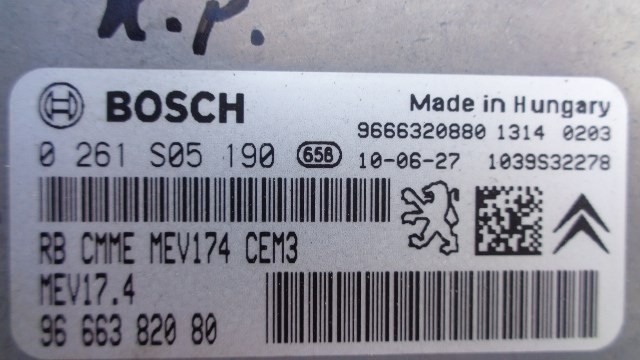 R.P.
BOSCH
Made in Hungary
9666320880 1314 0203
0 261 S05 190 656 10-06-27 1039S32278
RB CMME MEV174 CEM3
MEV17.4
96 663 820 80